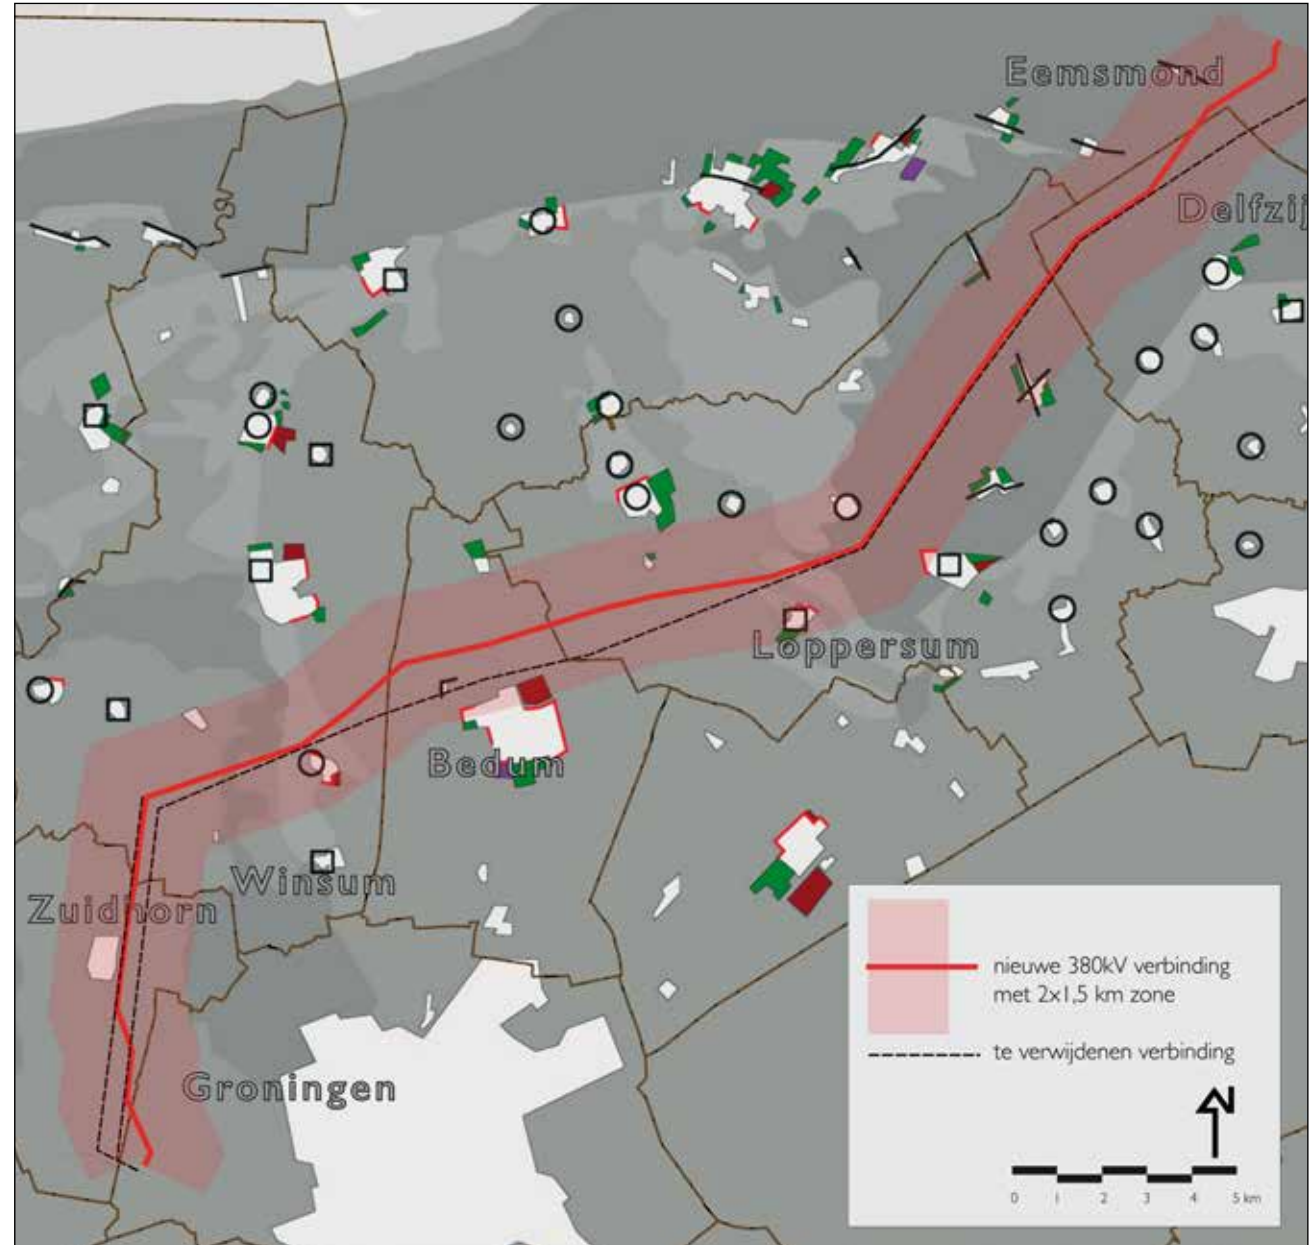 Eemsmond
Delfzij
Loppersum
Bedum
Winsum
Zuidhorn
Groningen
nieuwe 380kV verbinding
met 2x1,5 km zone
te verwijdenen verbinding
N
0 1 2 3 4 5 km